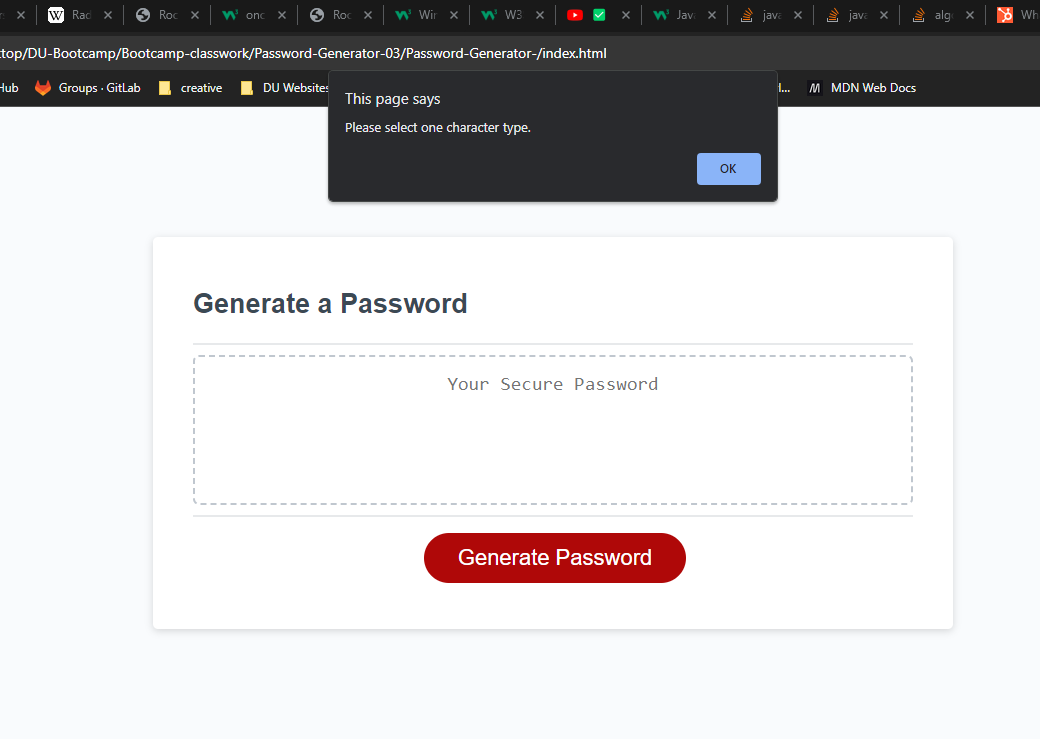 Rad Roc onc Roc Wir W3 Java java java alg Wh
top/DU-Bootcamp/Bootcamp-classwork/Password-Generator-03/Password-Generator-/index.html
Hub Groups · GitLab creative DU Websites MDN Web Docs
This page says
Please select one character type.
OK
Generate a Password
Your Secure Password
Generate Password